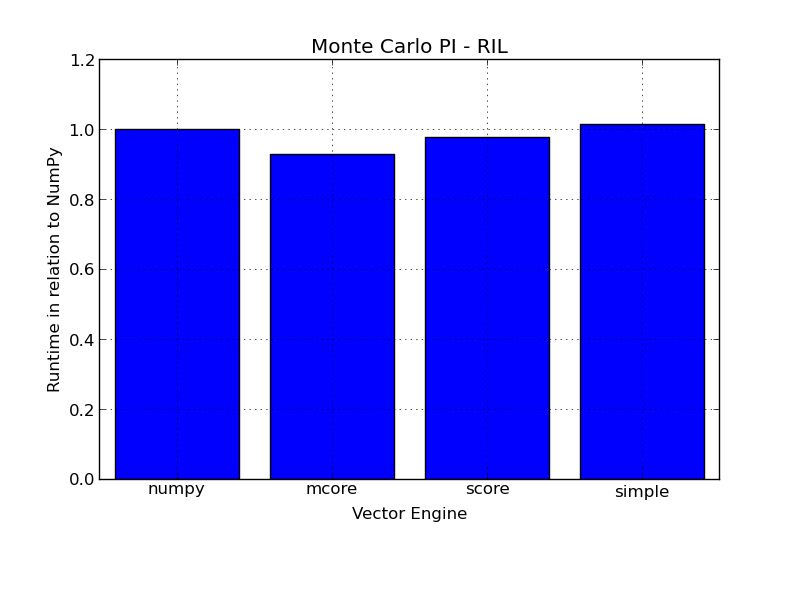 Monte Carlo PI - RIL
1.2
1.0
0.8
0.6
0.4
0.2
0.0
Runtime in relation to NumPy
numpy mcore score simple
Vector Engine